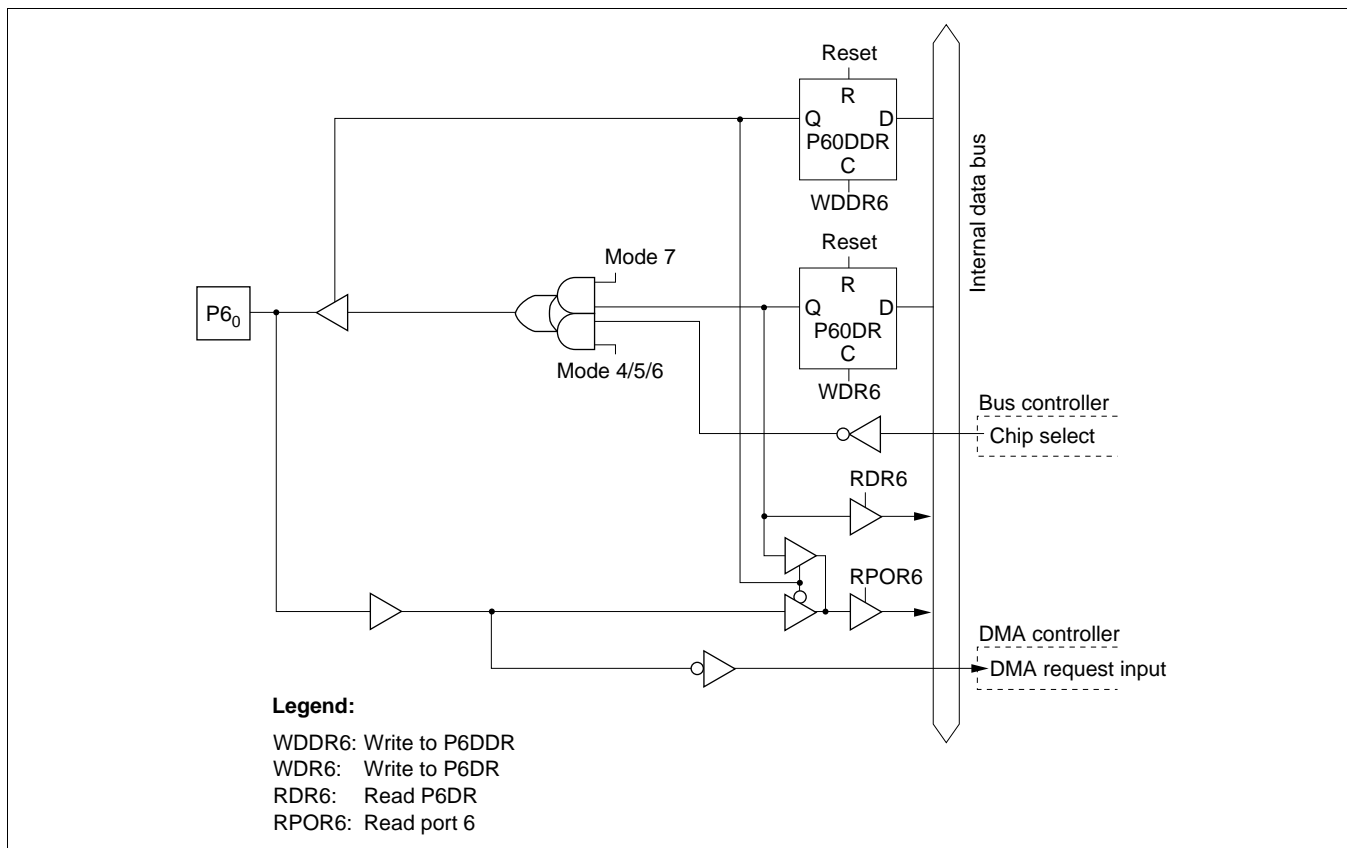 Reset
R
Q D
P60DDR
C
WDDR6
Internal data bus
Reset
Mode 7
R
Q D
P6₀
P60DR
C
Mode 4/5/6
WDR6
Bus controller
Chip select
RDR6
RPOR6
DMA controller
DMA request input
Legend:
WDDR6: Write to P6DDR
WDR6: Write to P6DR
RDR6: Read P6DR
RPOR6: Read port 6